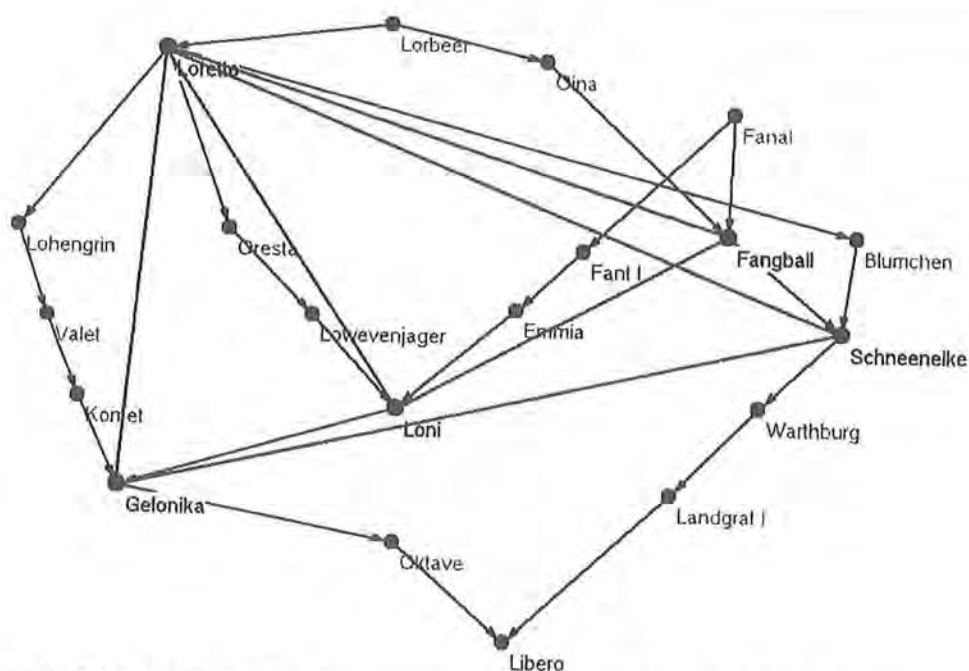 Lorbeer
Loretto
Gina
Fanal
Lohengrin
Oresta
Fant I
Fangball
Blumchen
Valet
Lowevenjager
Emmia
Schneenelke
Komet
Loni
Warthburg
Gelonika
Landgraf I
Oktave
Libero